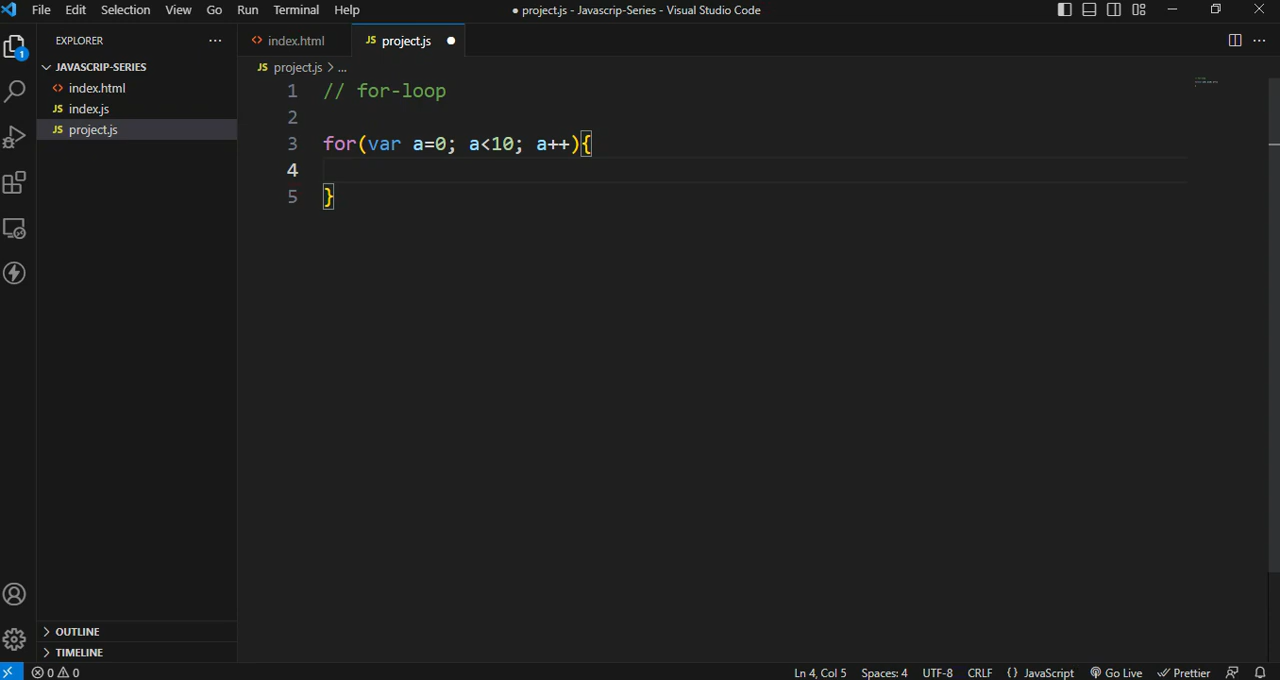 File Edit Selection View Go Run Terminal Help
● project.js - Javascrip-Series - Visual Studio Code
EXPLORER ...
1
JAVASCRIP-SERIES
<> index.html
JS index.js
JS project.js
OUTLINE
TIMELINE
<> index.html
JS project.js ●
JS project.js > ...
1 // for-loop
2
3 for(var a=0; a<10; a++){
4
5 }
0 0
Ln 4, Col 5 Spaces: 4 UTF-8 CRLF {} JavaScript Go Live Prettier